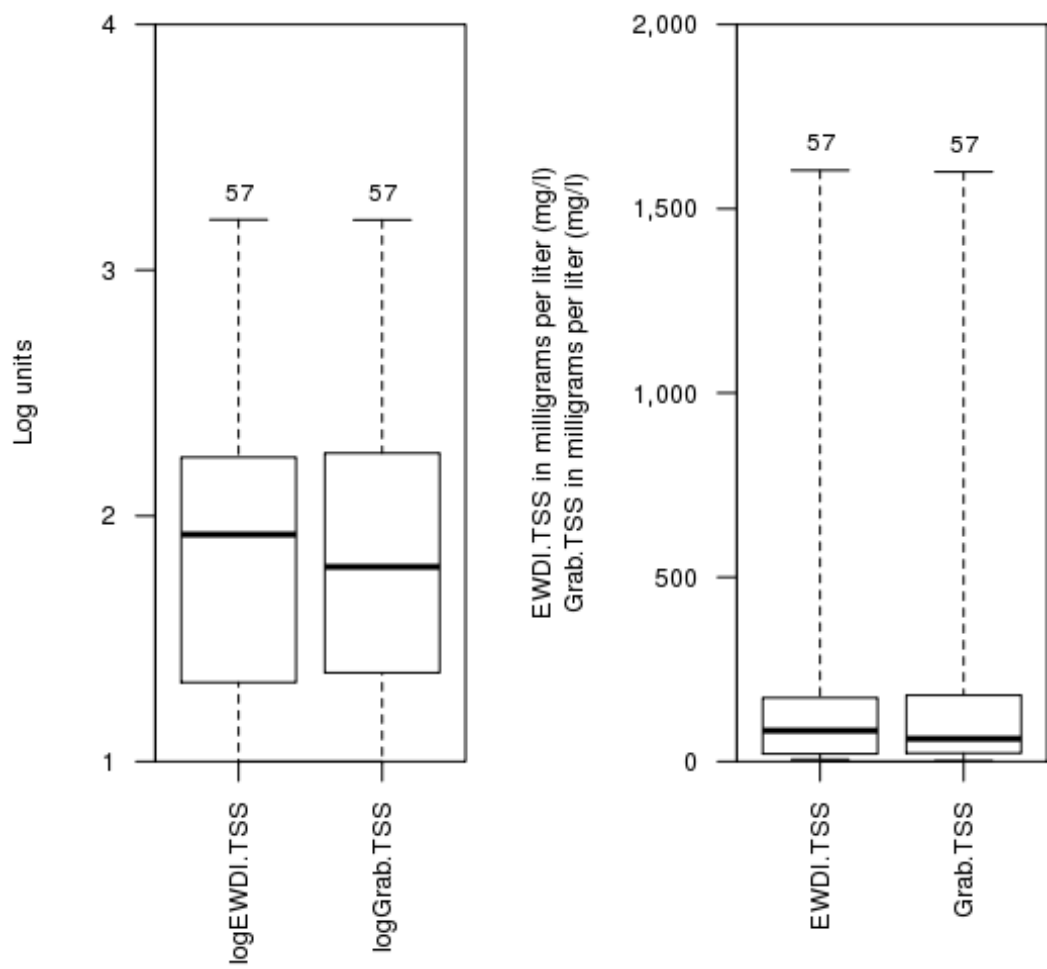 Log units
4
3
2
1
57
57
logEWDI.TSS
logGrab.TSS
EWDI.TSS in milligrams per liter (mg/l)
Grab.TSS in milligrams per liter (mg/l)
2,000
1,500
1,000
500
0
57
57
EWDI.TSS
Grab.TSS